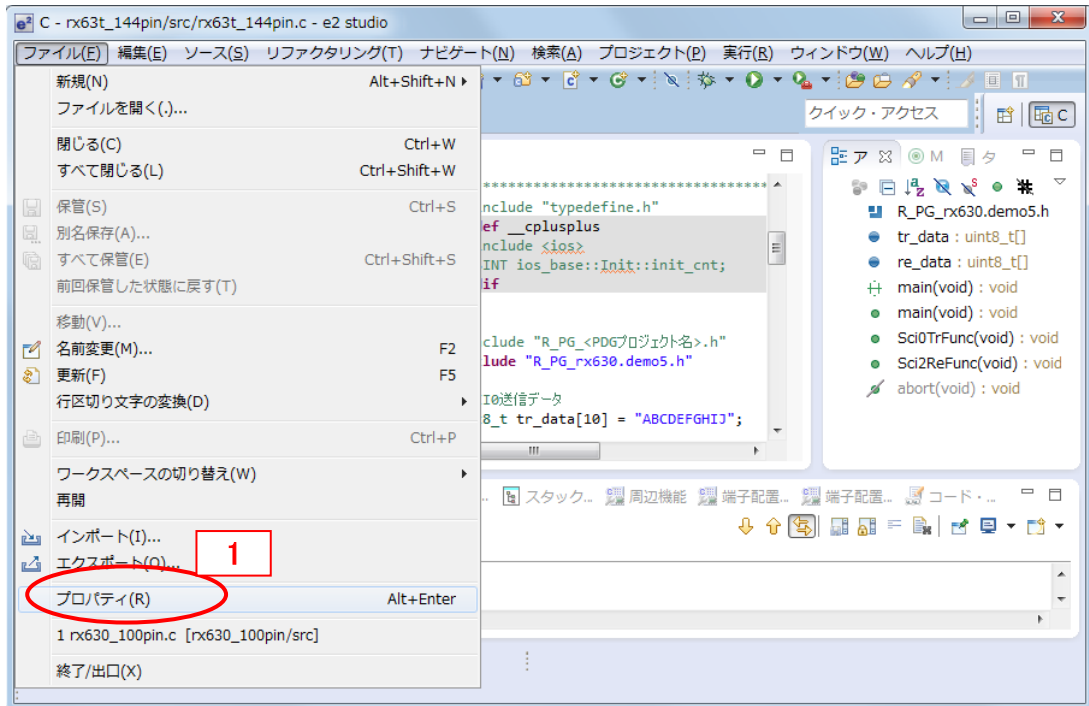 C - rx63t_144pin/src/rx63t_144pin.c - e2 studio
ファイル(F) 編集(E) ソース(S) リファクタリング(T) ナビゲート(N) 検索(A) プロジェクト(P) 実行(R) ウィンドウ(W) ヘルプ(H)
新規(N) Alt+Shift+N
ファイルを開く(.)...
閉じる(C) Ctrl+W
すべて閉じる(L) Ctrl+Shift+W
保管(S) Ctrl+S
別名保存(A)...
すべて保管(E) Ctrl+Shift+S
前回保管した状態に戻す(T)
移動(V)...
名前変更(M)... F2
更新(F) F5
行区切り文字の変換(D)
印刷(P)... Ctrl+P
ワークスペースの切り替え(W)
再開
インポート(I)...
エクスポート(O)...
1
プロパティ(R) Alt+Enter
1 rx630_100pin.c [rx630_100pin/src]
終了/出口(X)
クイック・アクセス
C
***********************************
nclude "typedefine.h"
ef __cplusplus
nclude <ios>
INT ios_base::Init::init_cnt;
if
clude "R_PG_<PDGプロジェクト名>.h"
lude "R_PG_rx630.demo5.h"
I0送信データ
8_t tr_data[10] = "ABCDEFGHIJ";
ア M タ
R_PG_rx630.demo5.h
tr_data : uint8_t[]
re_data : uint8_t[]
main(void) : void
main(void) : void
Sci0TrFunc(void) : void
Sci2ReFunc(void) : void
abort(void) : void
.. スタック... 周辺機能 端子配置... 端子配置... コード・...